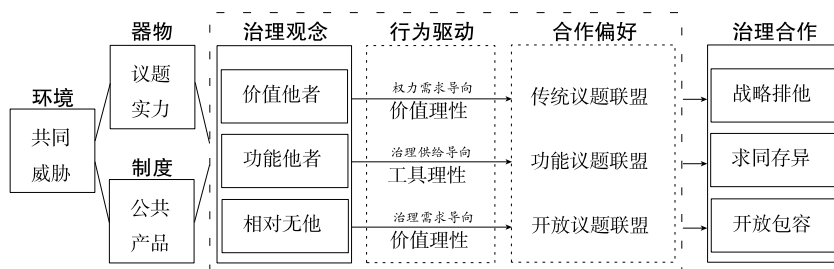 环境
共同
威胁
器物
议题
实力
制度
公共
产品
治理观念
价值他者
功能他者
相对无他
行为驱动
权力需求导向
价值理性
治理供给导向
工具理性
治理需求导向
价值理性
合作偏好
传统议题联盟
功能议题联盟
开放议题联盟
治理合作
战略排他
求同存异
开放包容